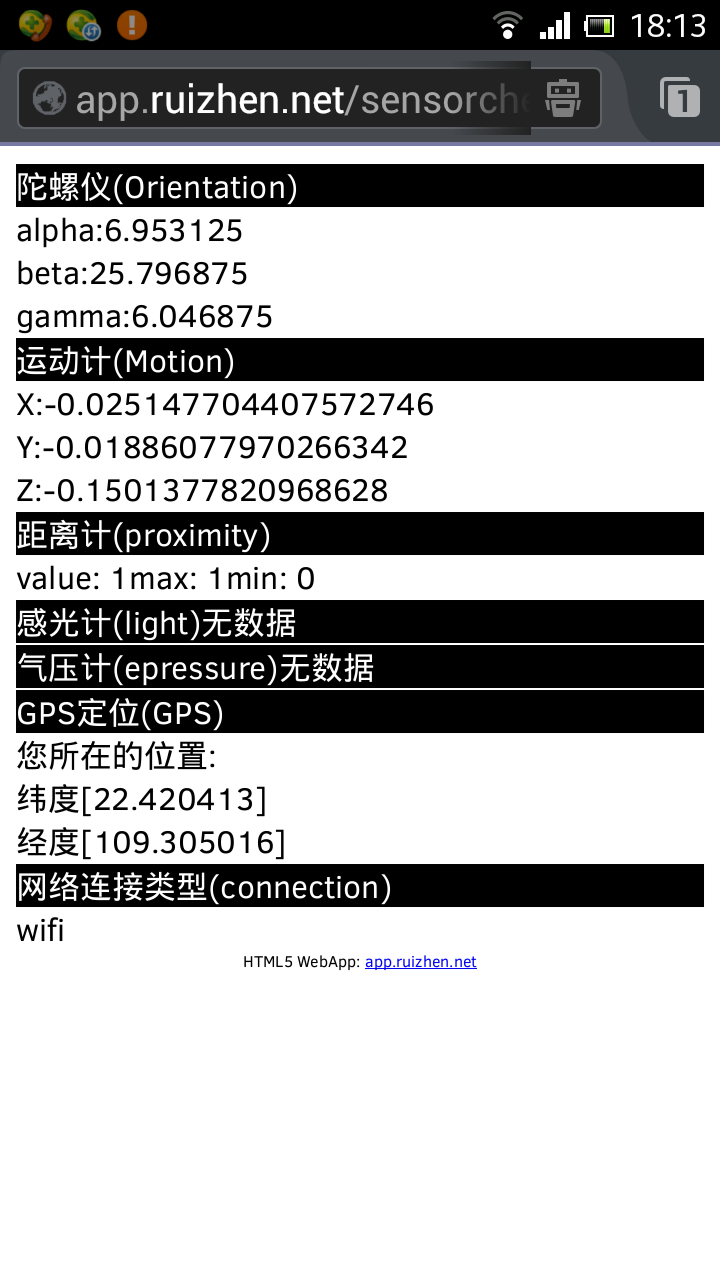 18:13
app.ruizhen.net/sensorch
1
陀螺仪(Orientation)
alpha:6.953125
beta:25.796875
gamma:6.046875
运动计(Motion)
X:-0.025147704407572746
Y:-0.01886077970266342
Z:-0.1501377820968628
距离计(proximity)
value: 1max: 1min: 0
感光计(light)无数据
气压计(epressure)无数据
GPS定位(GPS)
您所在的位置:
纬度[22.420413]
经度[109.305016]
网络连接类型(connection)
wifi
HTML5 WebApp: app.ruizhen.net